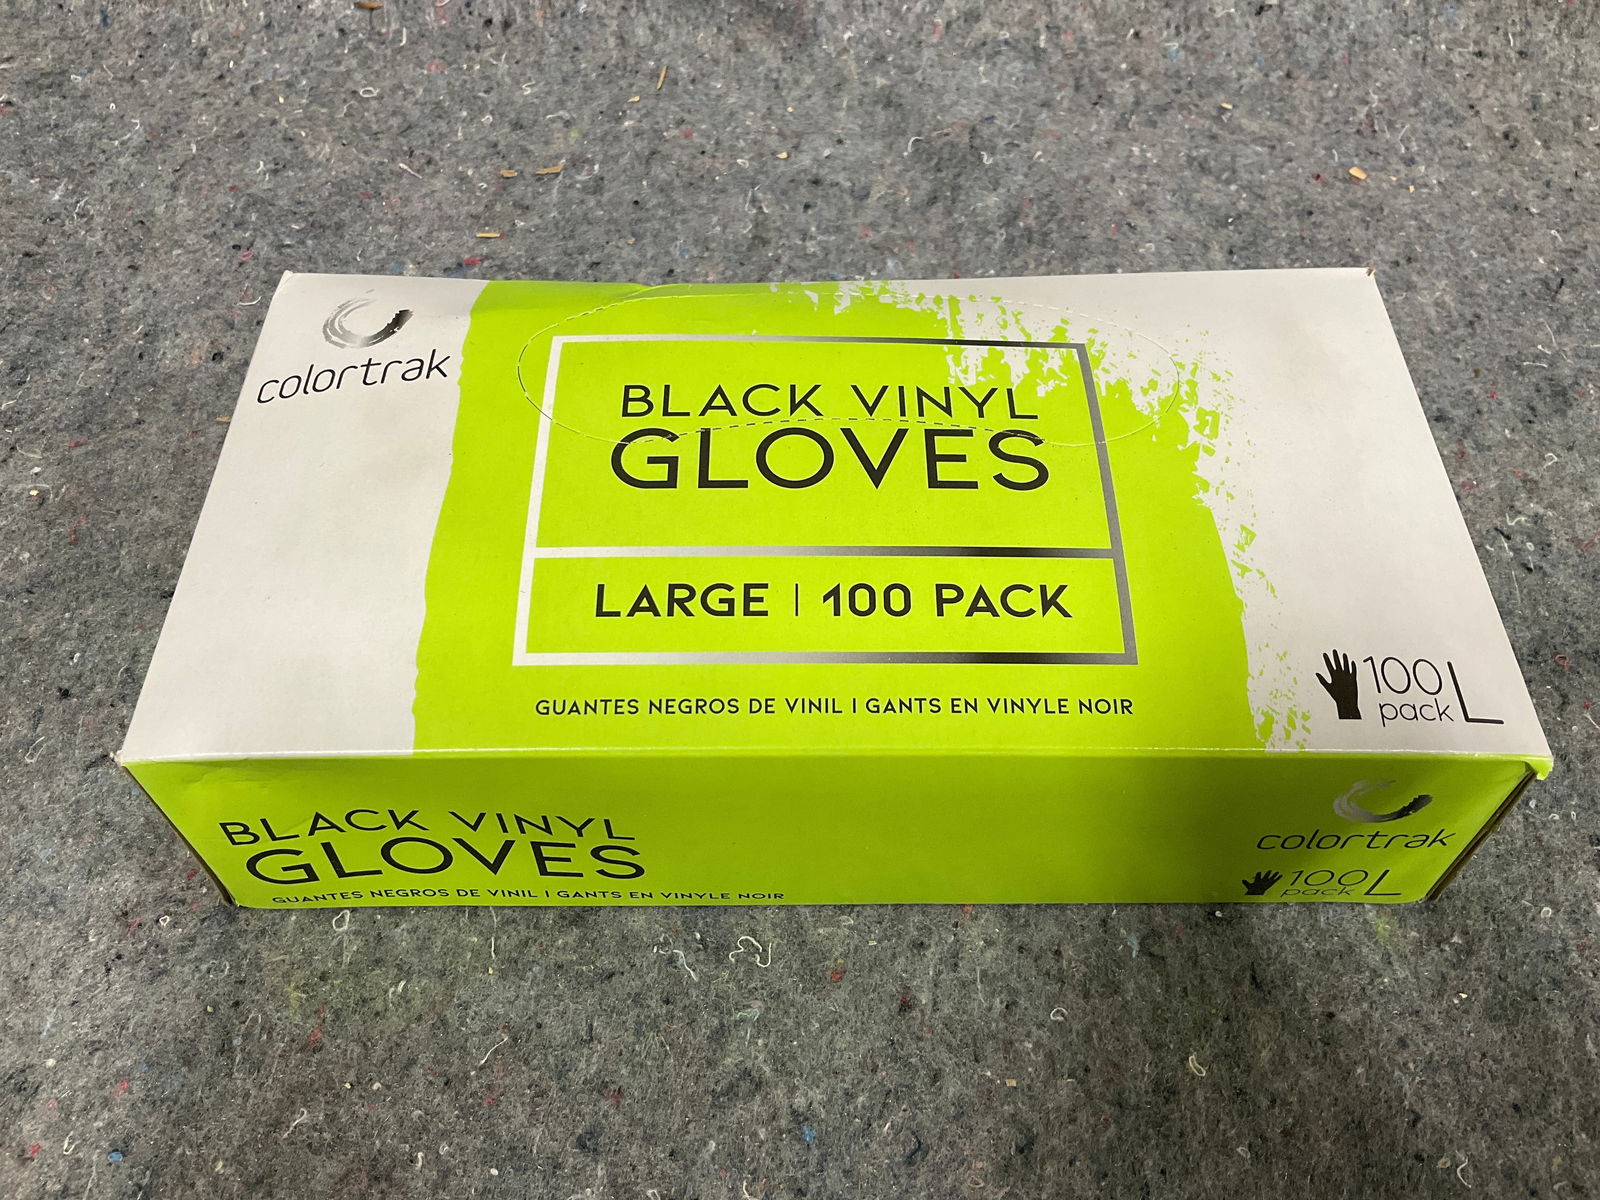 colortrak
BLACK VINYL
GLOVES
LARGE | 100 PACK
GUANTES NEGROS DE VINIL | GANTS EN VINYLE NOIR
100
pack L
BLACK VINYL
GLOVES
GUANTES NEGROS DE VINIL | GANTS EN VINYLE NOIR
colortrak
100
pack L